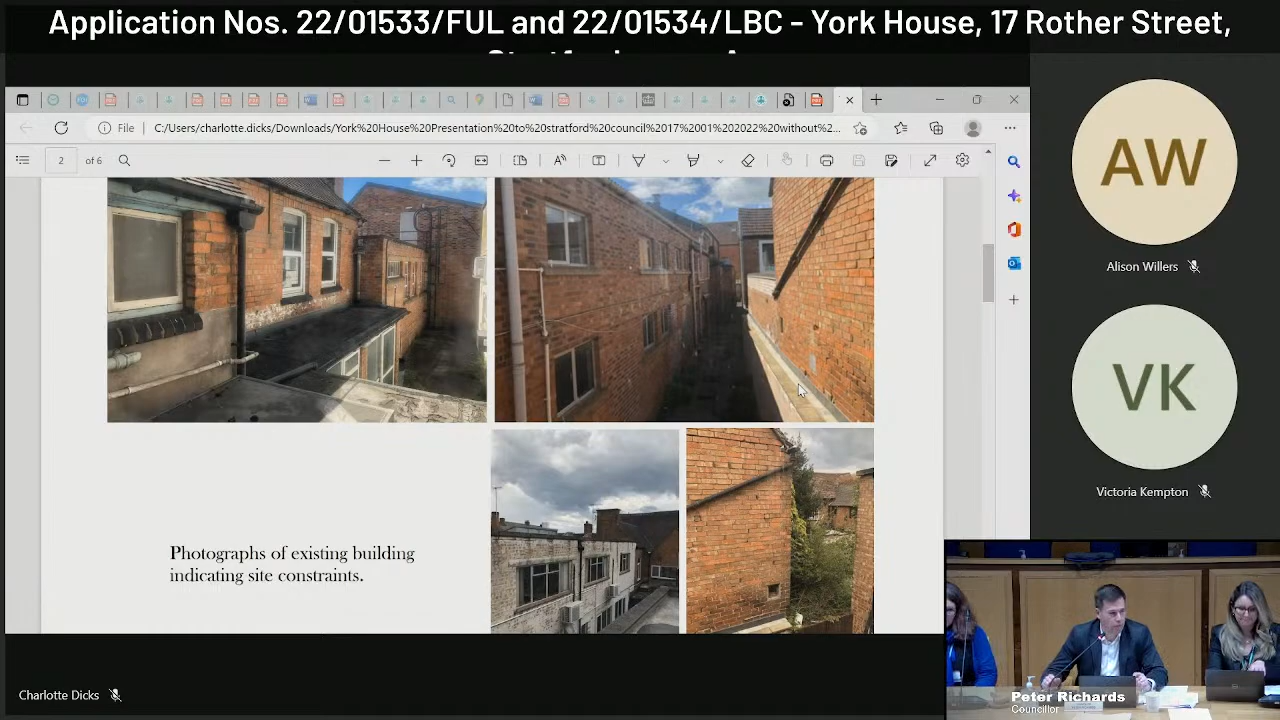 Application Nos. 22/01533/FUL and 22/01534/LBC – York House, 17 Rother Street,
File
C:/Users/charlotte.dicks/Downloads/York%20House%20Presentation%20to%20stratford%20council%2017%2001%202022%20without%2...
2
of 6
Photographs of existing building
indicating site constraints.
AW
Alison Willers
VK
Victoria Kempton
Peter Richards
Councillor
Charlotte Dicks